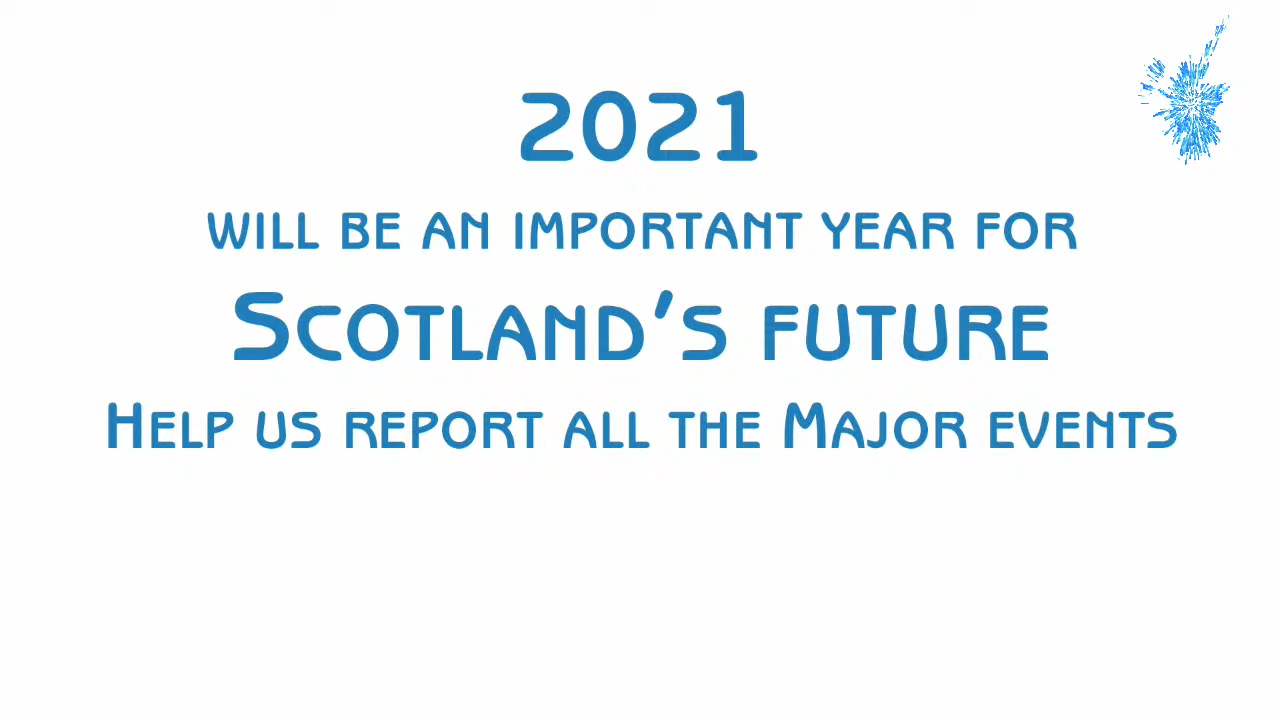 2021
WILL BE AN IMPORTANT YEAR FOR
SCOTLAND'S FUTURE
HELP US REPORT ALL THE MAJOR EVENTS